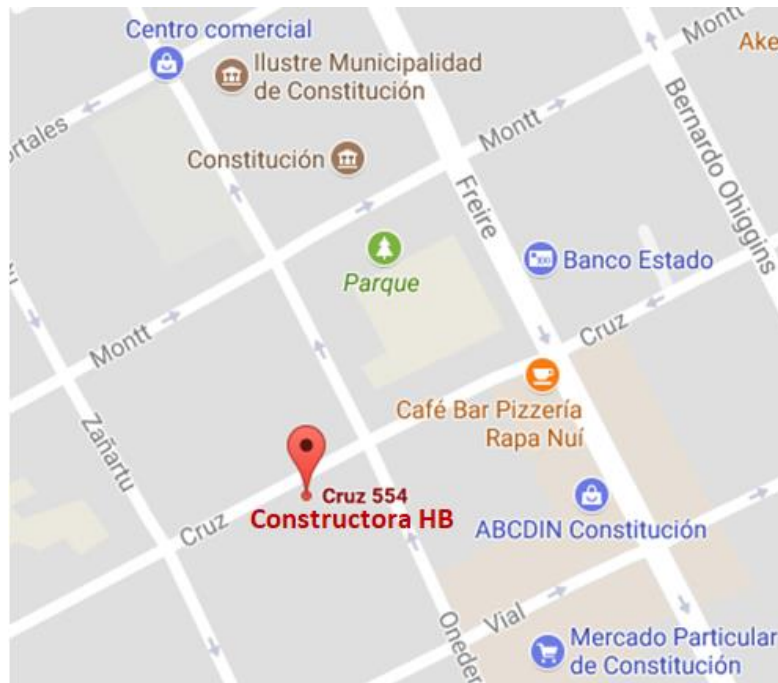 Centro comercial
Ilustre Municipalidad
de Constitución
Montt
Ake
ortales
Constitución
Montt
Freire
Bernardo Ohiggins
Parque
Banco Estado
Montt
Cruz
Café Bar Pizzería
Rapa Nuí
Zañartu
Cruz 554
Constructora HB
Cruz
ABCDIN Constitución
Vial
Oneder
Mercado Particular
de Constitución